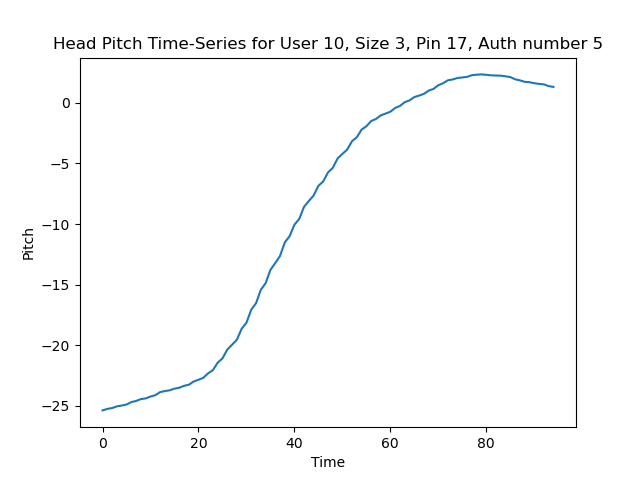 Head Pitch Time-Series for User 10, Size 3, Pin 17, Auth number 5
0
−5
−10
−15
−20
−25
Pitch
0 20 40 60 80
Time